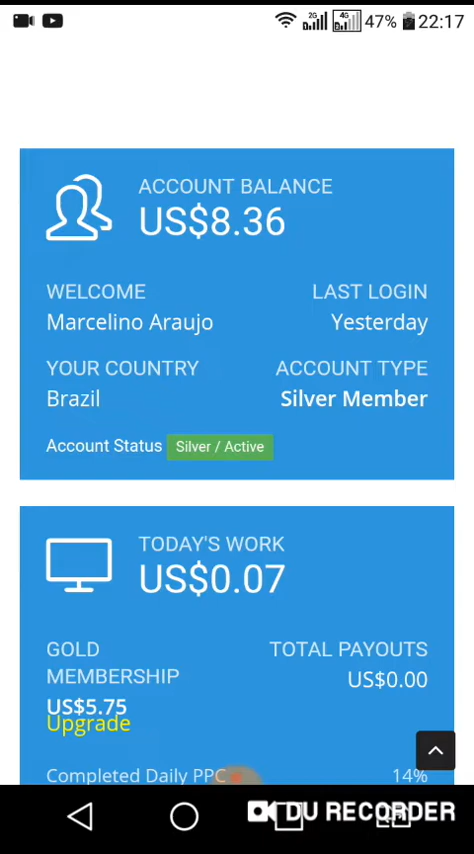 2G 4G 47% 22:17
ACCOUNT BALANCE
US$8.36
WELCOME LAST LOGIN
Marcelino Araujo Yesterday
YOUR COUNTRY ACCOUNT TYPE
Brazil Silver Member
Account Status Silver / Active
TODAY'S WORK
US$0.07
GOLD TOTAL PAYOUTS
MEMBERSHIP US$0.00
US$5.75
Upgrade
Completed Daily PPC 14%
DU RECORDER